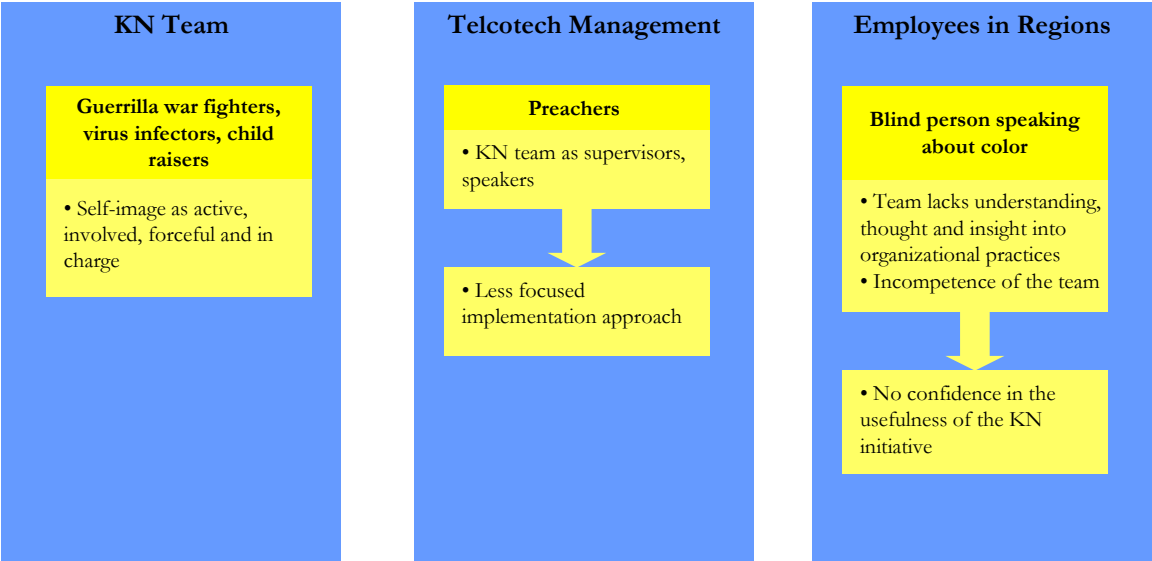 KN Team
Guerrilla war fighters,
virus infectors, child
raisers
• Self-image as active,
involved, forceful and in
charge
Telcotech Management
Preachers
• KN team as supervisors,
speakers
• Less focused
implementation approach
Employees in Regions
Blind person speaking
about color
• Team lacks understanding,
thought and insight into
organizational practices
• Incompetence of the team
• No confidence in the
usefulness of the KN
initiative